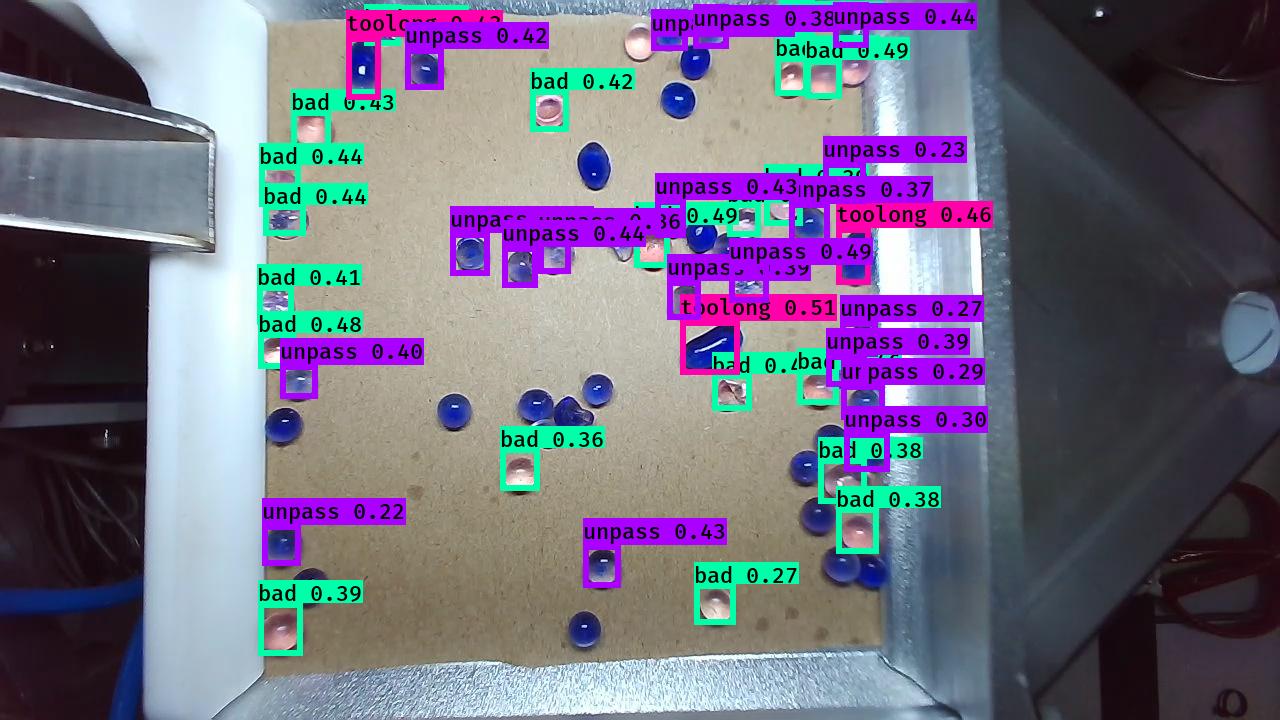 toolong 0.43
unpass 0.42
unp
unpass 0.38
unpass 0.44
bad
bad 0.49
bad 0.42
bad 0.43
bad 0.44
bad 0.44
unpass 0.23
unpass 0.43
unpass 0.37
0.49
toolong 0.46
unpass 0.44
unpass 0.49
bad 0.41
toolong 0.51
unpass 0.27
bad 0.48
unpass 0.40
unpass 0.39
unpass 0.29
bad
unpass 0.30
bad 0.36
bad 0.38
bad 0.38
unpass 0.22
unpass 0.43
bad 0.27
bad 0.39